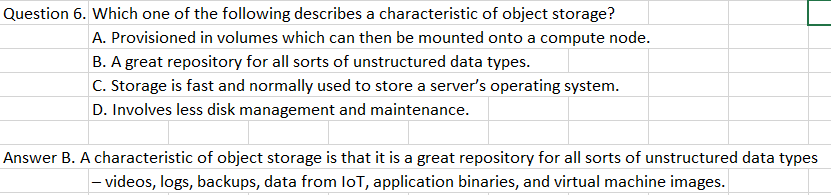 Question 6. Which one of the following describes a characteristic of object storage?
A. Provisioned in volumes which can then be mounted onto a compute node.
B. A great repository for all sorts of unstructured data types.
C. Storage is fast and normally used to store a server's operating system.
D. Involves less disk management and maintenance.
Answer B. A characteristic of object storage is that it is a great repository for all sorts of unstructured data types
– videos, logs, backups, data from IoT, application binaries, and virtual machine images.